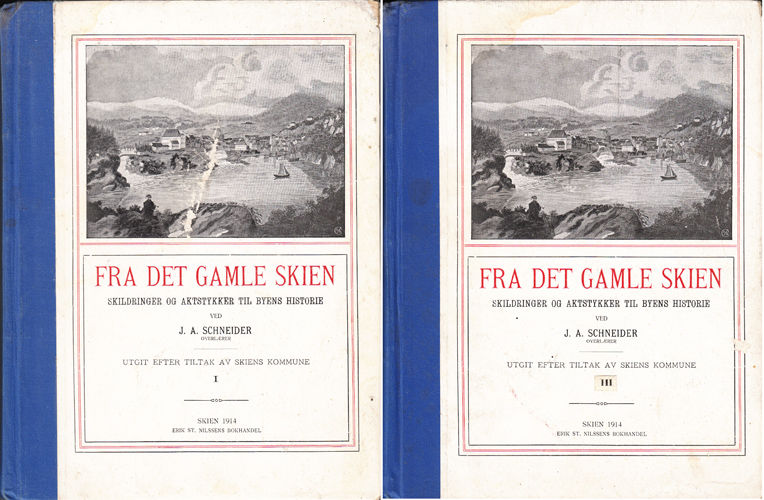 FRA DET GAMLE SKIEN
SKILDRINGER OG AKTSTYKKER TIL BYENS HISTORIE
VED
J. A. SCHNEIDER
OVERLÆRER
UTGIT EFTER TILTAK AV SKIENS KOMMUNE
I
SKIEN 1914
ERIK ST. NILSSENS BOKHANDEL
FRA DET GAMLE SKIEN
SKILDRINGER OG AKTSTYKKER TIL BYENS HISTORIE
VED
J. A. SCHNEIDER
OVERLÆRER
UTGIT EFTER TILTAK AV SKIENS KOMMUNE
III
SKIEN 1914
ERIK ST. NILSSENS BOKHANDEL